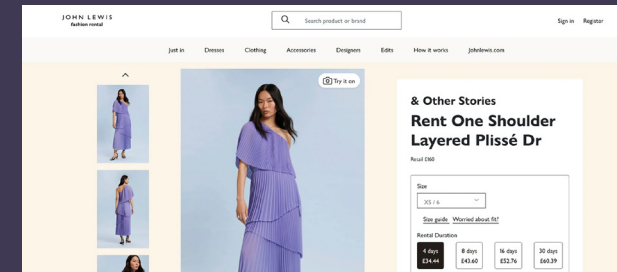 JOHN LEWIS
fashion rental
Search product or brand
Sign in Register
Just in Dresses Clothing Accessories Designers Edits How it works Johnlewis.com
Try it on
& Other Stories
Rent One Shoulder
Layered Plissé Dr
Retail £160
Size
XS / 6
Size guide Worried about fit?
Rental Duration
4 days 8 days 16 days 30 days
£34.44 £43.60 £52.76 £60.39